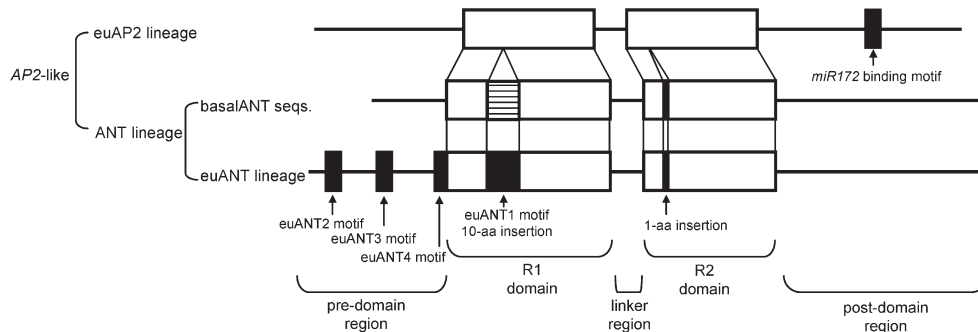 euAP2 lineage
AP2-like
miR172 binding motif
basalANT seqs.
ANT lineage
euANT lineage
euANT2 motif
euANT3 motif
euANT4 motif
euANT1 motif
10-aa insertion
1-aa insertion
R1
domain
R2
domain
pre-domain
region
linker
region
post-domain
region